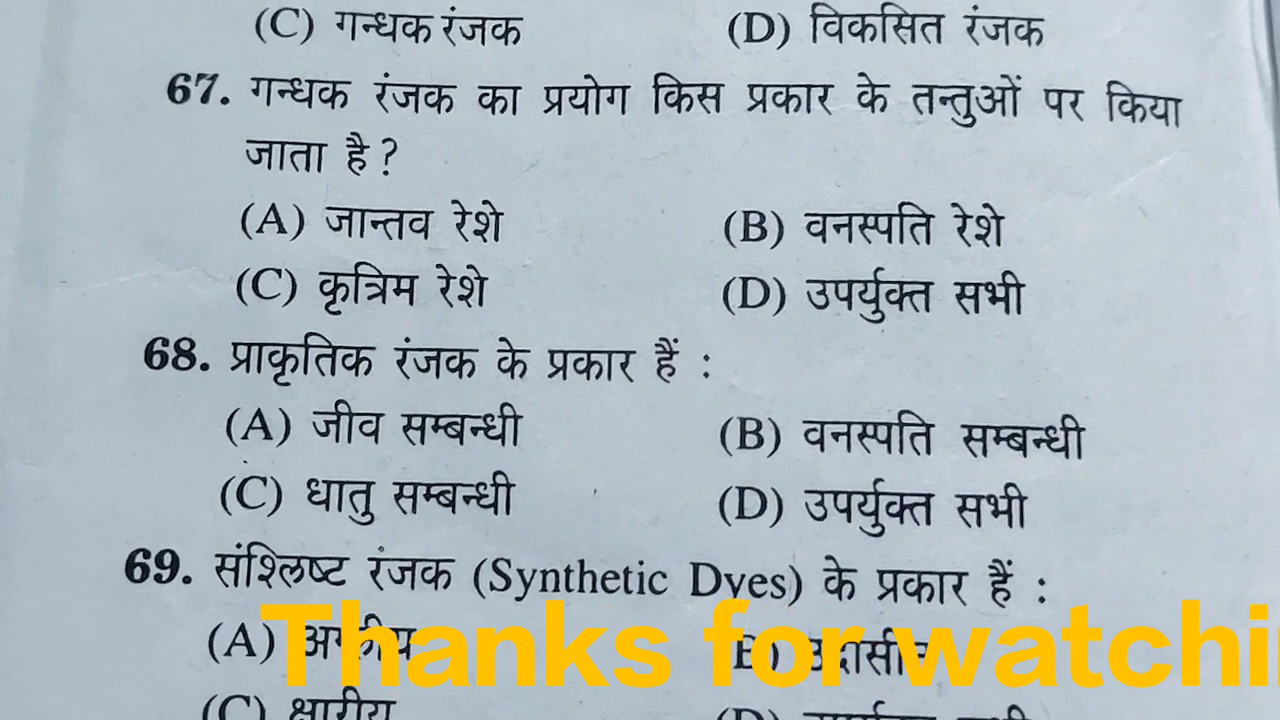 (C) गन्धक रंजक (D) विकसित रंजक
67. गन्धक रंजक का प्रयोग किस प्रकार के तन्तुओं पर किया
जाता है ?
(A) जान्तव रेशे (B) वनस्पति रेशे
(C) कृत्रिम रेशे (D) उपर्युक्त सभी
68. प्राकृतिक रंजक के प्रकार हैं :
(A) जीव सम्बन्धी (B) वनस्पति सम्बन्धी
(C) धातु सम्बन्धी (D) उपर्युक्त सभी
69. संश्लिष्ट रंजक (Synthetic Dyes) के प्रकार हैं :
(A) (B)
Thanks for watchi
(C) क्षारीय (D)